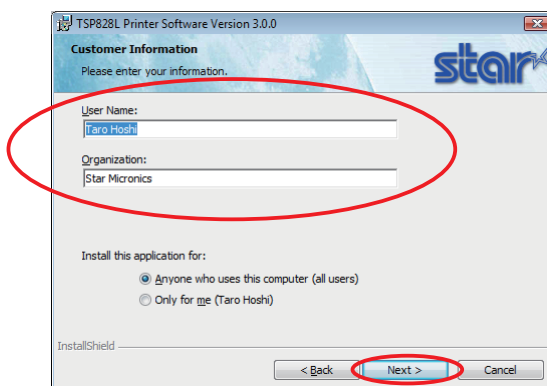 TSP828L Printer Software Version 3.0.0
Customer Information
Please enter your information.
star
User Name:
Taro Hoshi
Organization:
Star Micronics
Install this application for:
Anyone who uses this computer (all users)
Only for me (Taro Hoshi)
InstallShield
< Back Next > Cancel